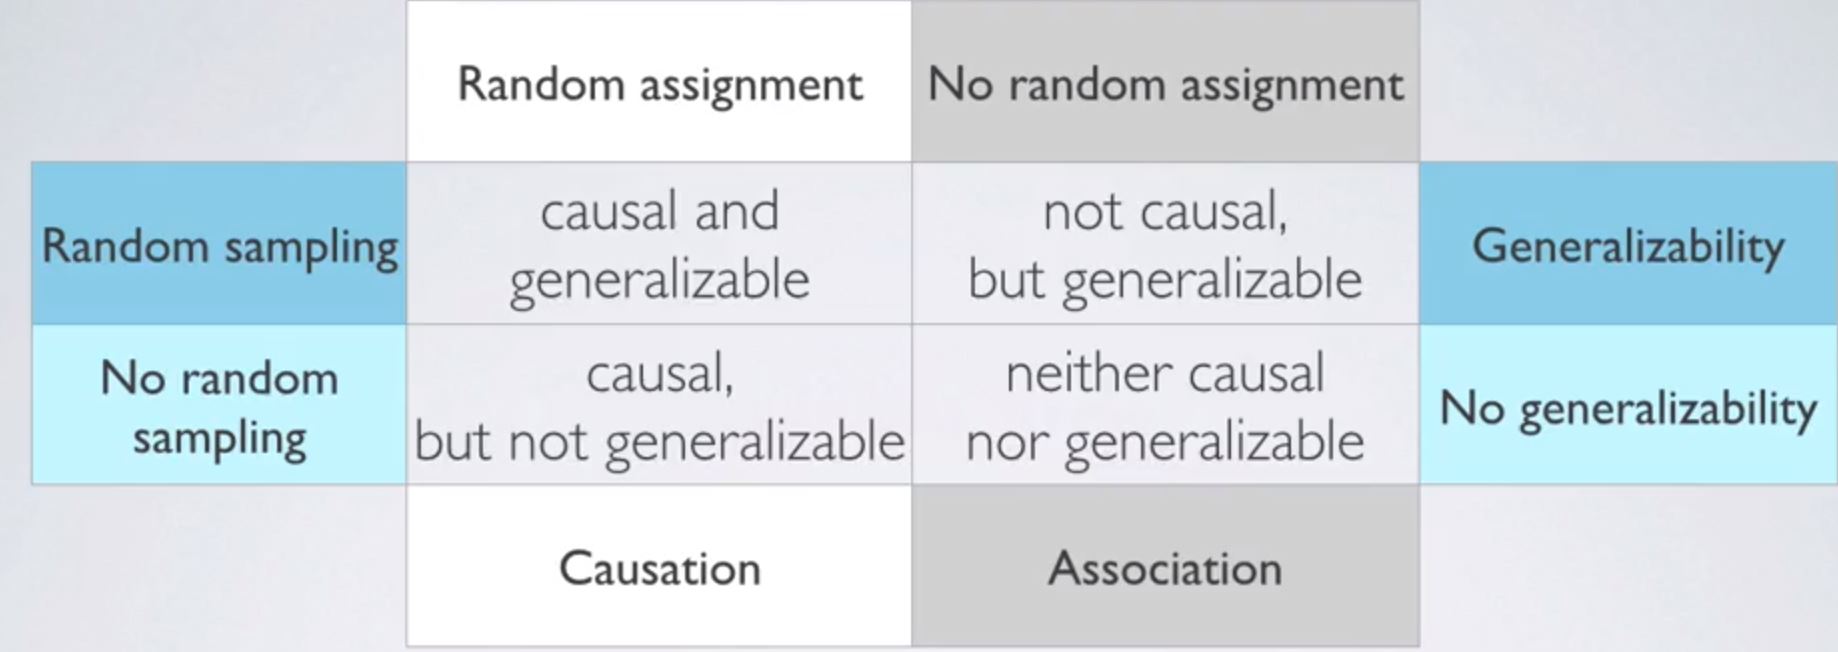 Random assignment
No random assignment
Random sampling
causal and
generalizable
not causal,
but generalizable
Generalizability
No random
sampling
causal,
but not generalizable
neither causal
nor generalizable
No generalizability
Causation
Association